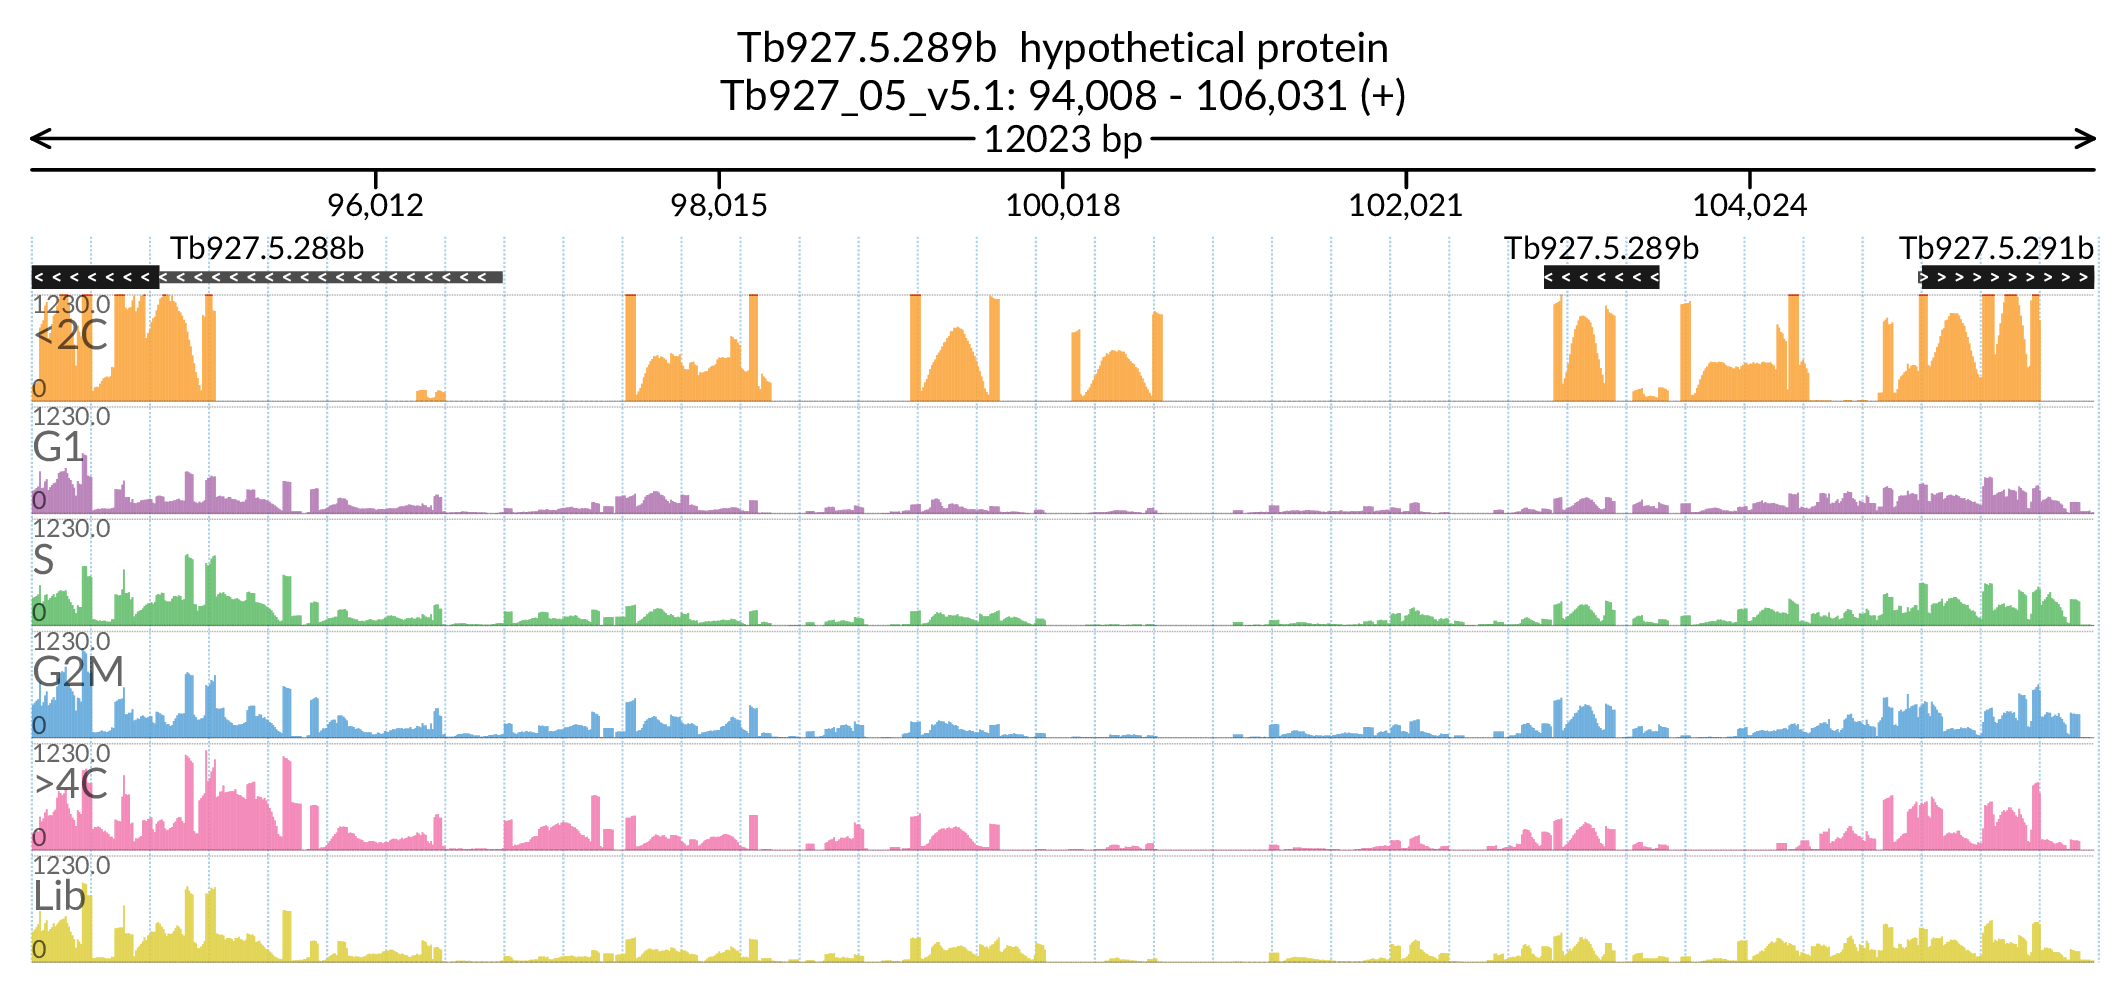 Tb927.5.289b  hypothetical protein
Tb927_05_v5.1: 94,008 - 106,031 (+)
12023 bp
96,012 98,015 100,018 102,021 104,024
Tb927.5.288b Tb927.5.289b Tb927.5.291b
1230.0
<2C
0
1230.0
G1
0
1230.0
S
0
1230.0
G2M
0
1230.0
>4C
0
1230.0
Lib
0